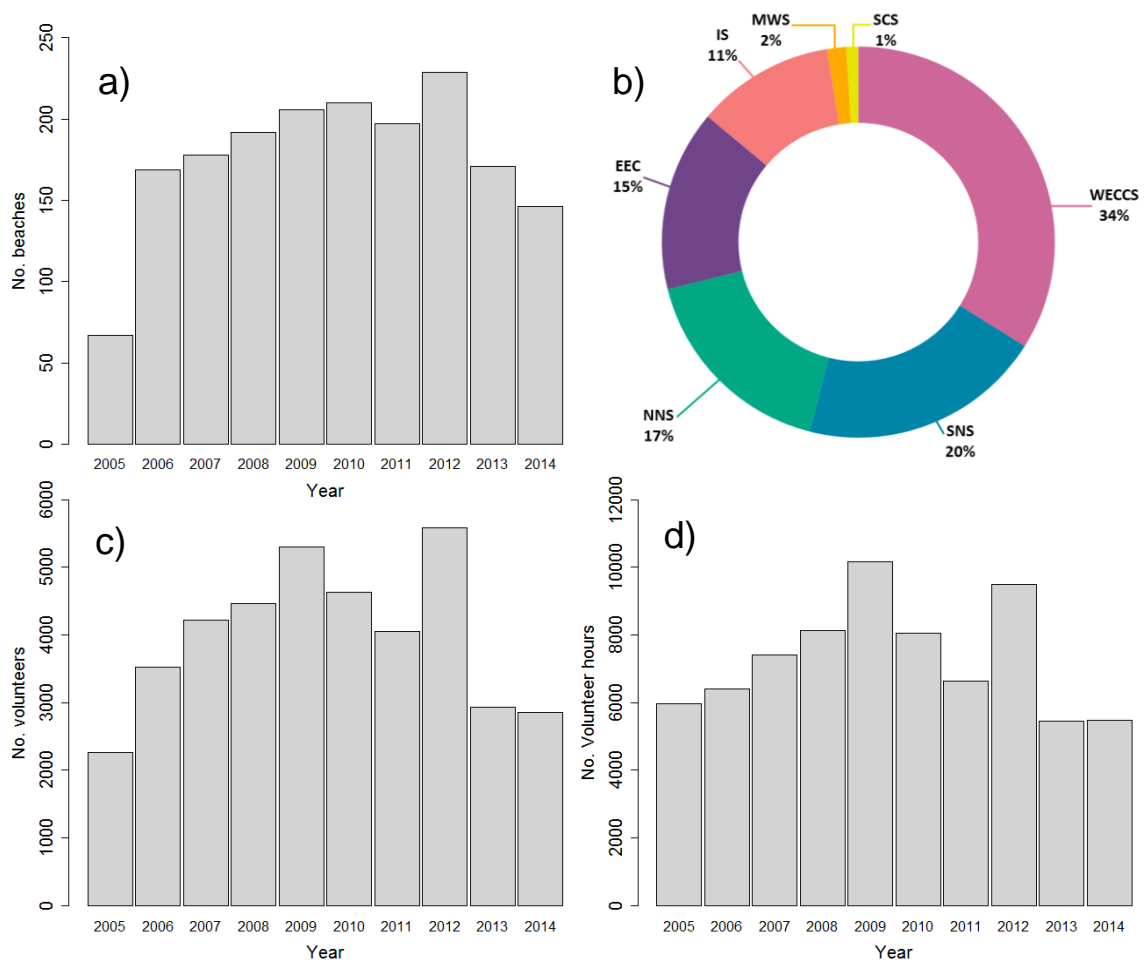 a)
No. beaches
250
200
150
100
50
0
2005 2006 2007 2008 2009 2010 2011 2012 2013 2014
Year
b)
MWS
2%
SCS
1%
IS
11%
EEC
15%
WECCS
34%
NNS
17%
SNS
20%
c)
No. volunteers
6000
5000
4000
3000
2000
1000
0
2005 2006 2007 2008 2009 2010 2011 2012 2013 2014
Year
d)
No. Volunteer hours
12000
10000
8000
6000
4000
2000
0
2005 2006 2007 2008 2009 2010 2011 2012 2013 2014
Year